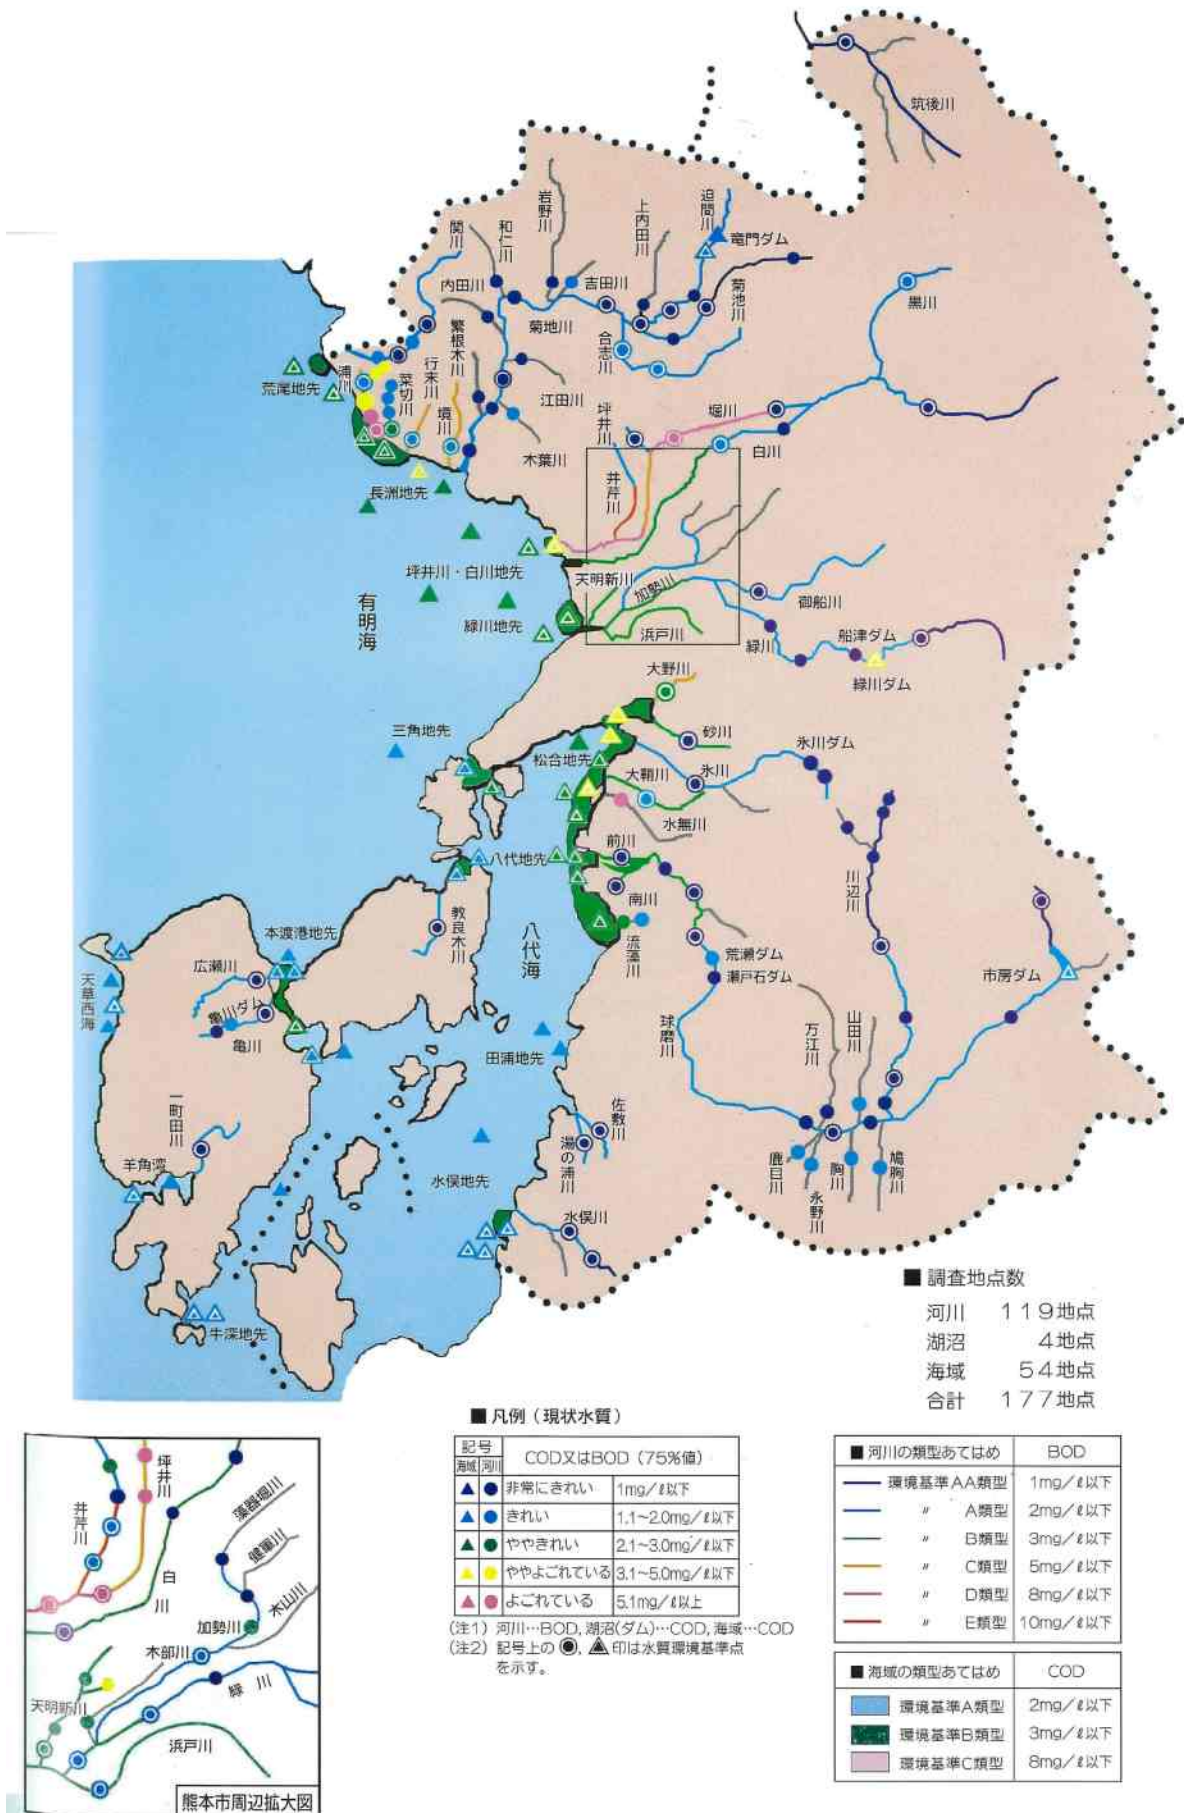 筑後川
岩野川
上内田川
迫間川
竜門ダム
関川
和仁川
内田川
吉田川
菊池川
黒川
繁根木川
菊地川
合志川
行末川
浦川
菜切川
荒尾地先
境川
江田川
坪井川
堀川
木葉川
白川
井芹川
長洲地先
坪井川・白川地先
天明新川
加勢川
御船川
有明海
緑川地先
浜戸川
緑川
船津ダム
緑川ダム
大野川
三角地先
砂川
氷川ダム
松合地先
大鞘川
氷川
水無川
前川
川辺川
八代地先
南川
教良木川
八代海
流藻川
荒瀬ダム
瀬戸石ダム
本渡港地先
広瀬川
市房ダム
天草西海
亀川ダム
亀川
球磨川
万江川
山田川
田浦地先
一町田川
佐敷川
湯の浦川
羊角湾
水俣地先
鹿目川
永野川
胸川
鳩胸川
水俣川
牛深地先
■ 調査地点数
河川 119地点
湖沼 4地点
海域 54地点
合計 177地点
■ 凡例(現状水質)
記号 COD又はBOD(75%値)
海域 河川
非常にきれい 1mg/ℓ以下
きれい 1.1~2.0mg/ℓ以下
ややきれい 2.1~3.0mg/ℓ以下
ややよごれている 3.1~5.0mg/ℓ以下
よごれている 5.1mg/ℓ以上
(注1) 河川…BOD, 湖沼(ダム)…COD, 海域…COD
(注2) 記号上の◉, ▲印は水質環境基準点
を示す。
■ 河川の類型あてはめ BOD
環境基準AA類型 1mg/ℓ以下
〃 A類型 2mg/ℓ以下
〃 B類型 3mg/ℓ以下
〃 C類型 5mg/ℓ以下
〃 D類型 8mg/ℓ以下
〃 E類型 10mg/ℓ以下
■ 海域の類型あてはめ COD
環境基準A類型 2mg/ℓ以下
環境基準B類型 3mg/ℓ以下
環境基準C類型 8mg/ℓ以下
坪井川
井芹川
藻器堀川
健軍川
白川
木山川
加勢川
木部川
緑川
天明新川
浜戸川
熊本市周辺拡大図